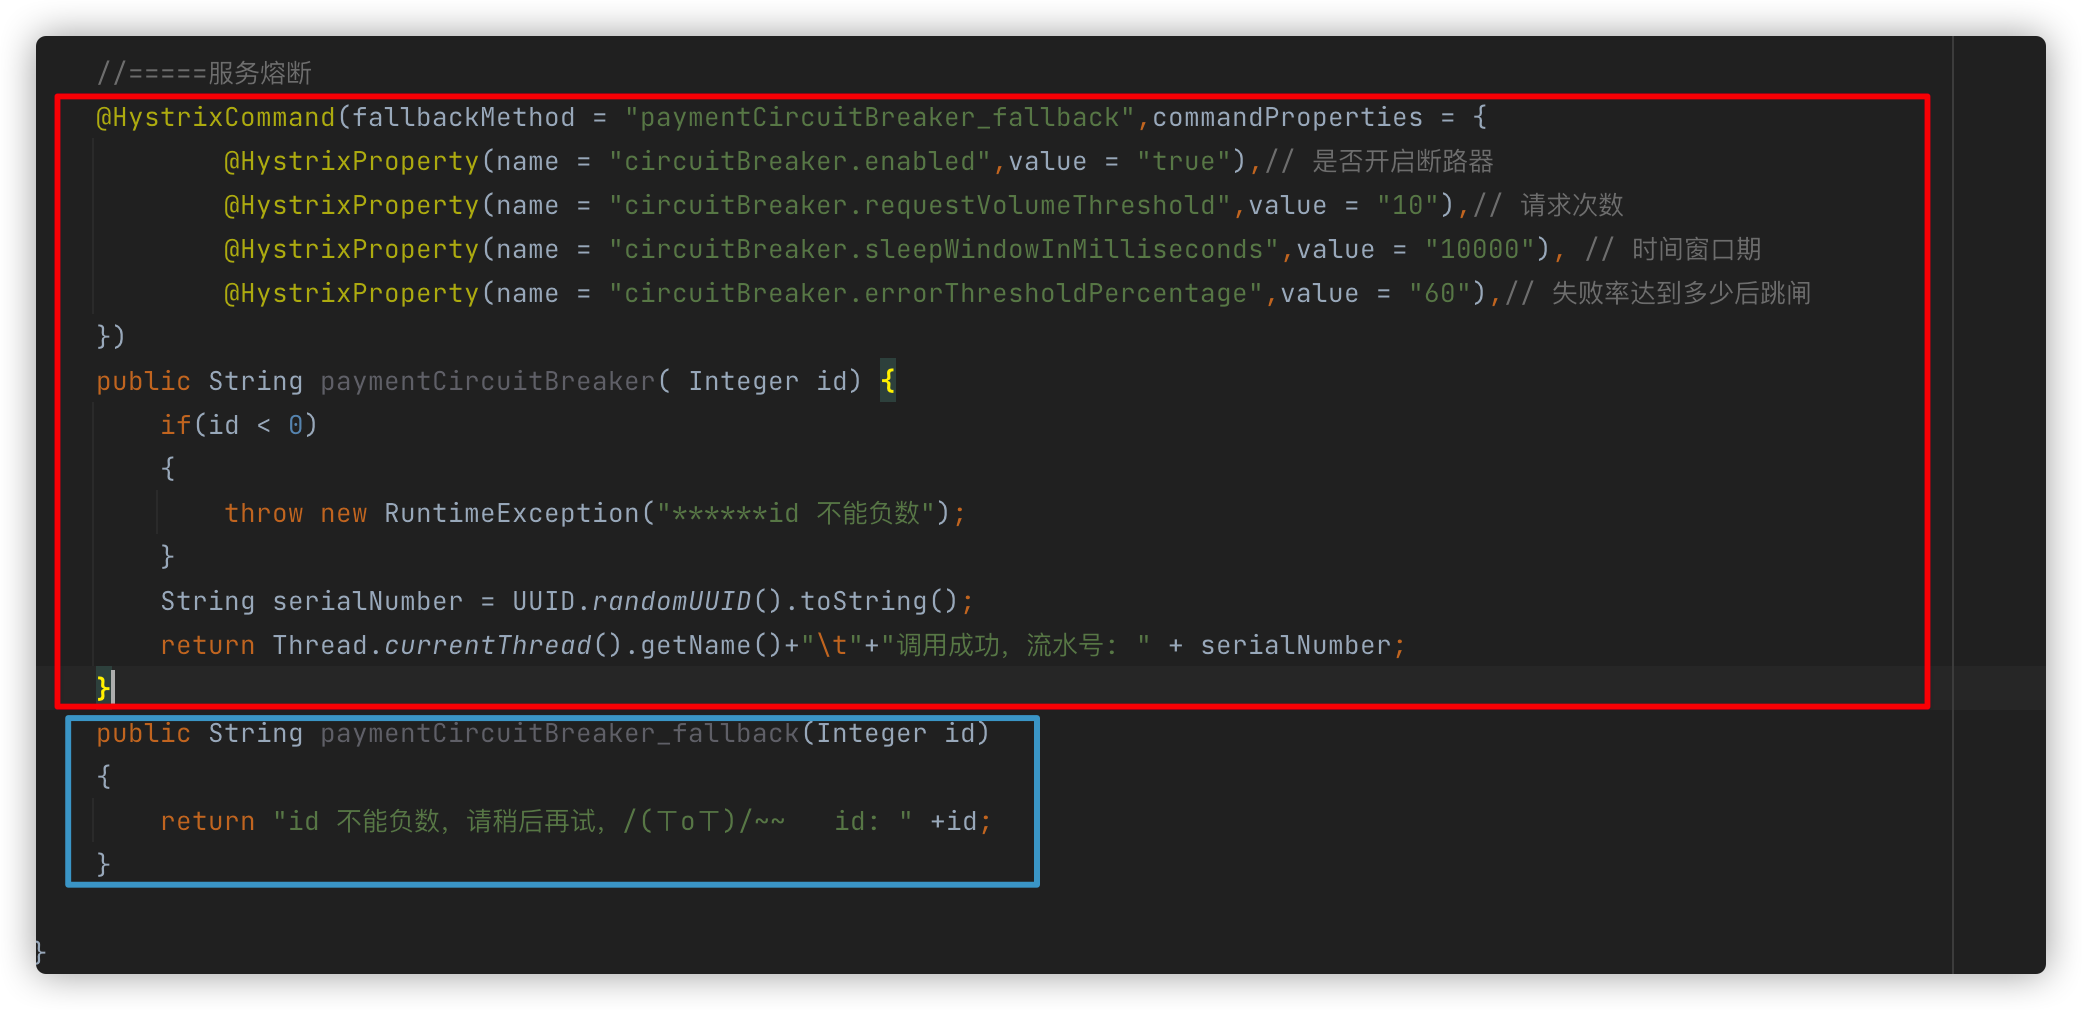 //=====服务熔断
@HystrixCommand(fallbackMethod = "paymentCircuitBreaker_fallback",commandProperties = {
@HystrixProperty(name = "circuitBreaker.enabled",value = "true"),// 是否开启断路器
@HystrixProperty(name = "circuitBreaker.requestVolumeThreshold",value = "10"),// 请求次数
@HystrixProperty(name = "circuitBreaker.sleepWindowInMilliseconds",value = "10000"), // 时间窗口期
@HystrixProperty(name = "circuitBreaker.errorThresholdPercentage",value = "60"),// 失败率达到多少后跳闸
})
public String paymentCircuitBreaker( Integer id) {
if(id < 0)
{
throw new RuntimeException("******id 不能负数");
}
String serialNumber = UUID.randomUUID().toString();
return Thread.currentThread().getName()+"\t"+"调用成功，流水号: " + serialNumber;
}
public String paymentCircuitBreaker_fallback(Integer id)
{
return "id 不能负数，请稍后再试，/(ㄒoㄒ)/~~   id: " +id;
}
}